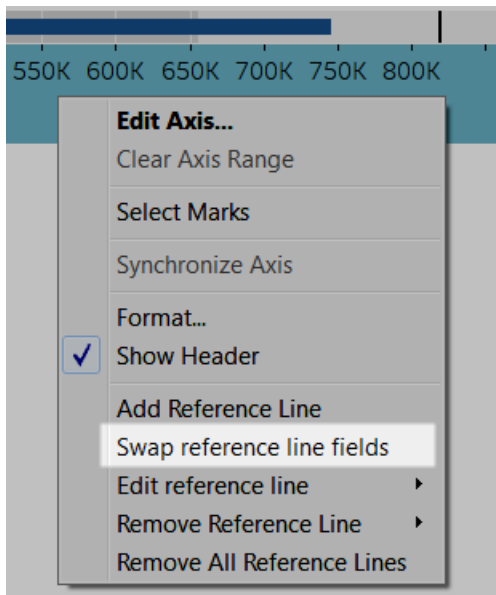 550K 600K 650K 700K 750K 800K
Edit Axis...
Clear Axis Range
Select Marks
Synchronize Axis
Format...
Show Header
Add Reference Line
Swap reference line fields
Edit reference line
Remove Reference Line
Remove All Reference Lines